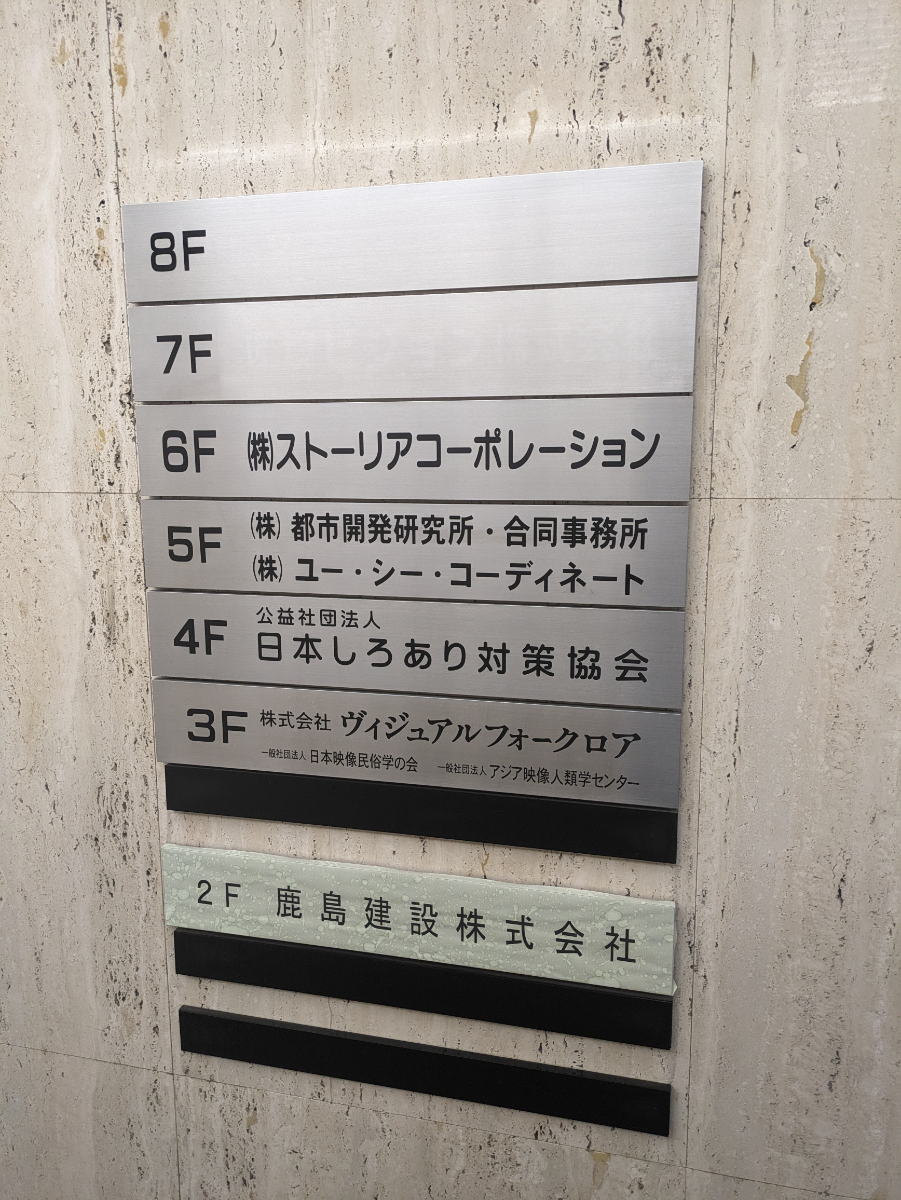 8F
7F
6F ㈱ストーリアコーポレーション
5F ㈱ 都市開発研究所・合同事務所
㈱ ユー・シー・コーディネート
公益社団法人
4F 日本しろあり対策協会
3F 株式会社 ヴィジュアルフォークロア
一般社団法人 日本映像民俗学の会 一般社団法人 アジア映像人類学センター
2F 鹿島建設株式会社